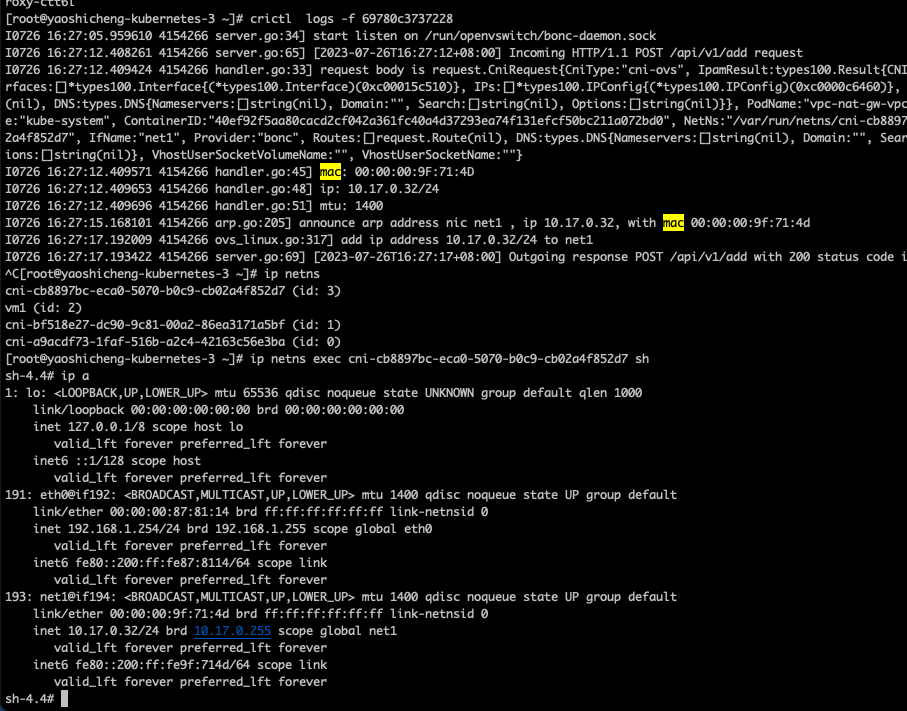 roxy-ctt6l
[root@yaoshicheng-kubernetes-3 ~]# crictl  logs -f 69780c3737228
I0726 16:27:05.959610 4154266 server.go:34] start listen on /run/openvswitch/bonc-daemon.sock
I0726 16:27:12.408261 4154266 server.go:65] [2023-07-26T16:27:12+08:00] Incoming HTTP/1.1 POST /api/v1/add request
I0726 16:27:12.409424 4154266 handler.go:33] request body is request.CniRequest{CniType:"cni-ovs", IpamResult:types100.Result{CNI
rfaces:[]*types100.Interface{(*types100.Interface)(0xc00015c510)}, IPs:[]*types100.IPConfig{(*types100.IPConfig)(0xc0000c6460)},
(nil), DNS:types.DNS{Nameservers:[]string(nil), Domain:"", Search:[]string(nil), Options:[]string(nil)}}, PodName:"vpc-nat-gw-vpc
e:"kube-system", ContainerID:"40ef92f5aa80cacd2cf042a361fc40a4d37293ea74f131efcf50bc211a072bd0", NetNs:"/var/run/netns/cni-cb8897
2a4f852d7", IfName:"net1", Provider:"bonc", Routes:[]request.Route(nil), DNS:types.DNS{Nameservers:[]string(nil), Domain:"", Sear
ions:[]string(nil)}, VhostUserSocketVolumeName:"", VhostUserSocketName:""}
I0726 16:27:12.409571 4154266 handler.go:45] mac: 00:00:00:9F:71:4D
I0726 16:27:12.409653 4154266 handler.go:48] ip: 10.17.0.32/24
I0726 16:27:12.409696 4154266 handler.go:51] mtu: 1400
I0726 16:27:15.168101 4154266 arp.go:205] announce arp address nic net1 , ip 10.17.0.32, with mac 00:00:00:9f:71:4d
I0726 16:27:17.192009 4154266 ovs_linux.go:317] add ip address 10.17.0.32/24 to net1
I0726 16:27:17.193422 4154266 server.go:69] [2023-07-26T16:27:17+08:00] Outgoing response POST /api/v1/add with 200 status code i
^C[root@yaoshicheng-kubernetes-3 ~]# ip netns
cni-cb8897bc-eca0-5070-b0c9-cb02a4f852d7 (id: 3)
vm1 (id: 2)
cni-bf518e27-dc90-9c81-00a2-86ea3171a5bf (id: 1)
cni-a9acdf73-1faf-516b-a2c4-42163c56e3ba (id: 0)
[root@yaoshicheng-kubernetes-3 ~]# ip netns exec cni-cb8897bc-eca0-5070-b0c9-cb02a4f852d7 sh
sh-4.4# ip a
1: lo: <LOOPBACK,UP,LOWER_UP> mtu 65536 qdisc noqueue state UNKNOWN group default qlen 1000
    link/loopback 00:00:00:00:00:00 brd 00:00:00:00:00:00
    inet 127.0.0.1/8 scope host lo
       valid_lft forever preferred_lft forever
    inet6 ::1/128 scope host
       valid_lft forever preferred_lft forever
191: eth0@if192: <BROADCAST,MULTICAST,UP,LOWER_UP> mtu 1400 qdisc noqueue state UP group default
    link/ether 00:00:00:87:81:14 brd ff:ff:ff:ff:ff:ff link-netnsid 0
    inet 192.168.1.254/24 brd 192.168.1.255 scope global eth0
       valid_lft forever preferred_lft forever
    inet6 fe80::200:ff:fe87:8114/64 scope link
       valid_lft forever preferred_lft forever
193: net1@if194: <BROADCAST,MULTICAST,UP,LOWER_UP> mtu 1400 qdisc noqueue state UP group default
    link/ether 00:00:00:9f:71:4d brd ff:ff:ff:ff:ff:ff link-netnsid 0
    inet 10.17.0.32/24 brd 10.17.0.255 scope global net1
       valid_lft forever preferred_lft forever
    inet6 fe80::200:ff:fe9f:714d/64 scope link
       valid_lft forever preferred_lft forever
sh-4.4#